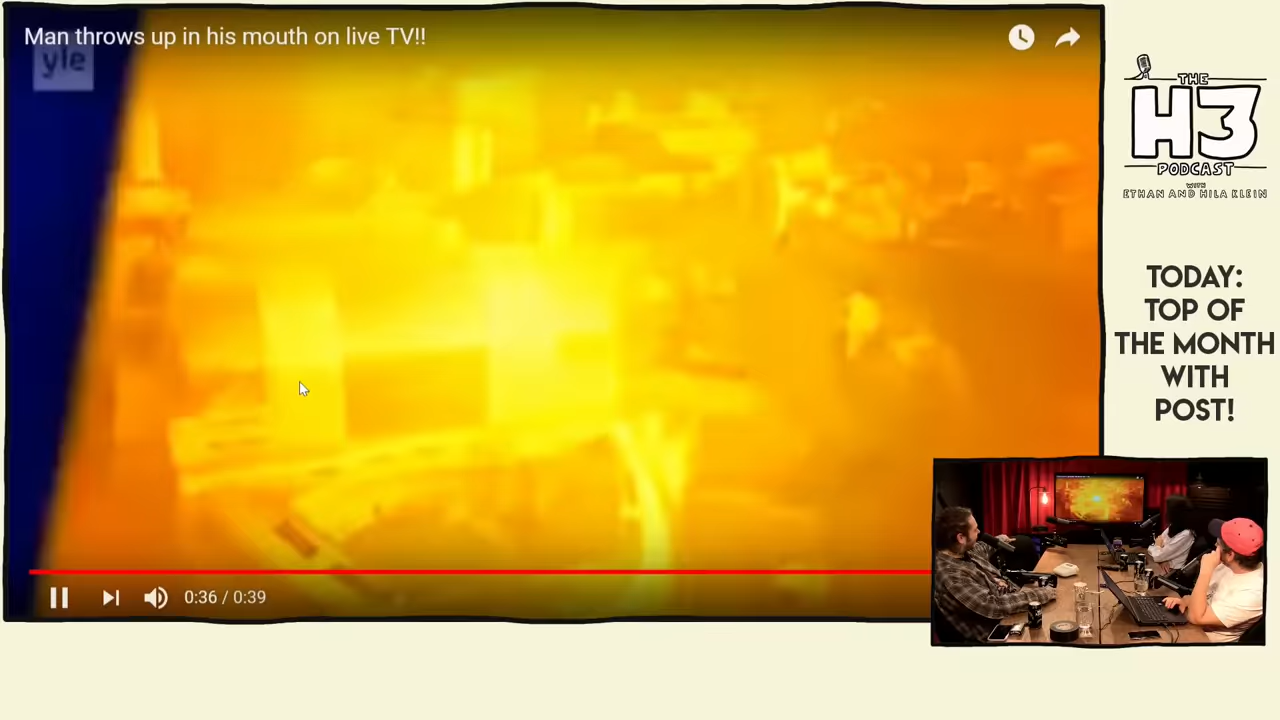 Man throws up in his mouth on live TV!!
yle
0:36 / 0:39
THE
H3
PODCAST
WITH
ETHAN AND HILA KLEIN
TODAY:
TOP OF
THE MONTH
WITH
POST!